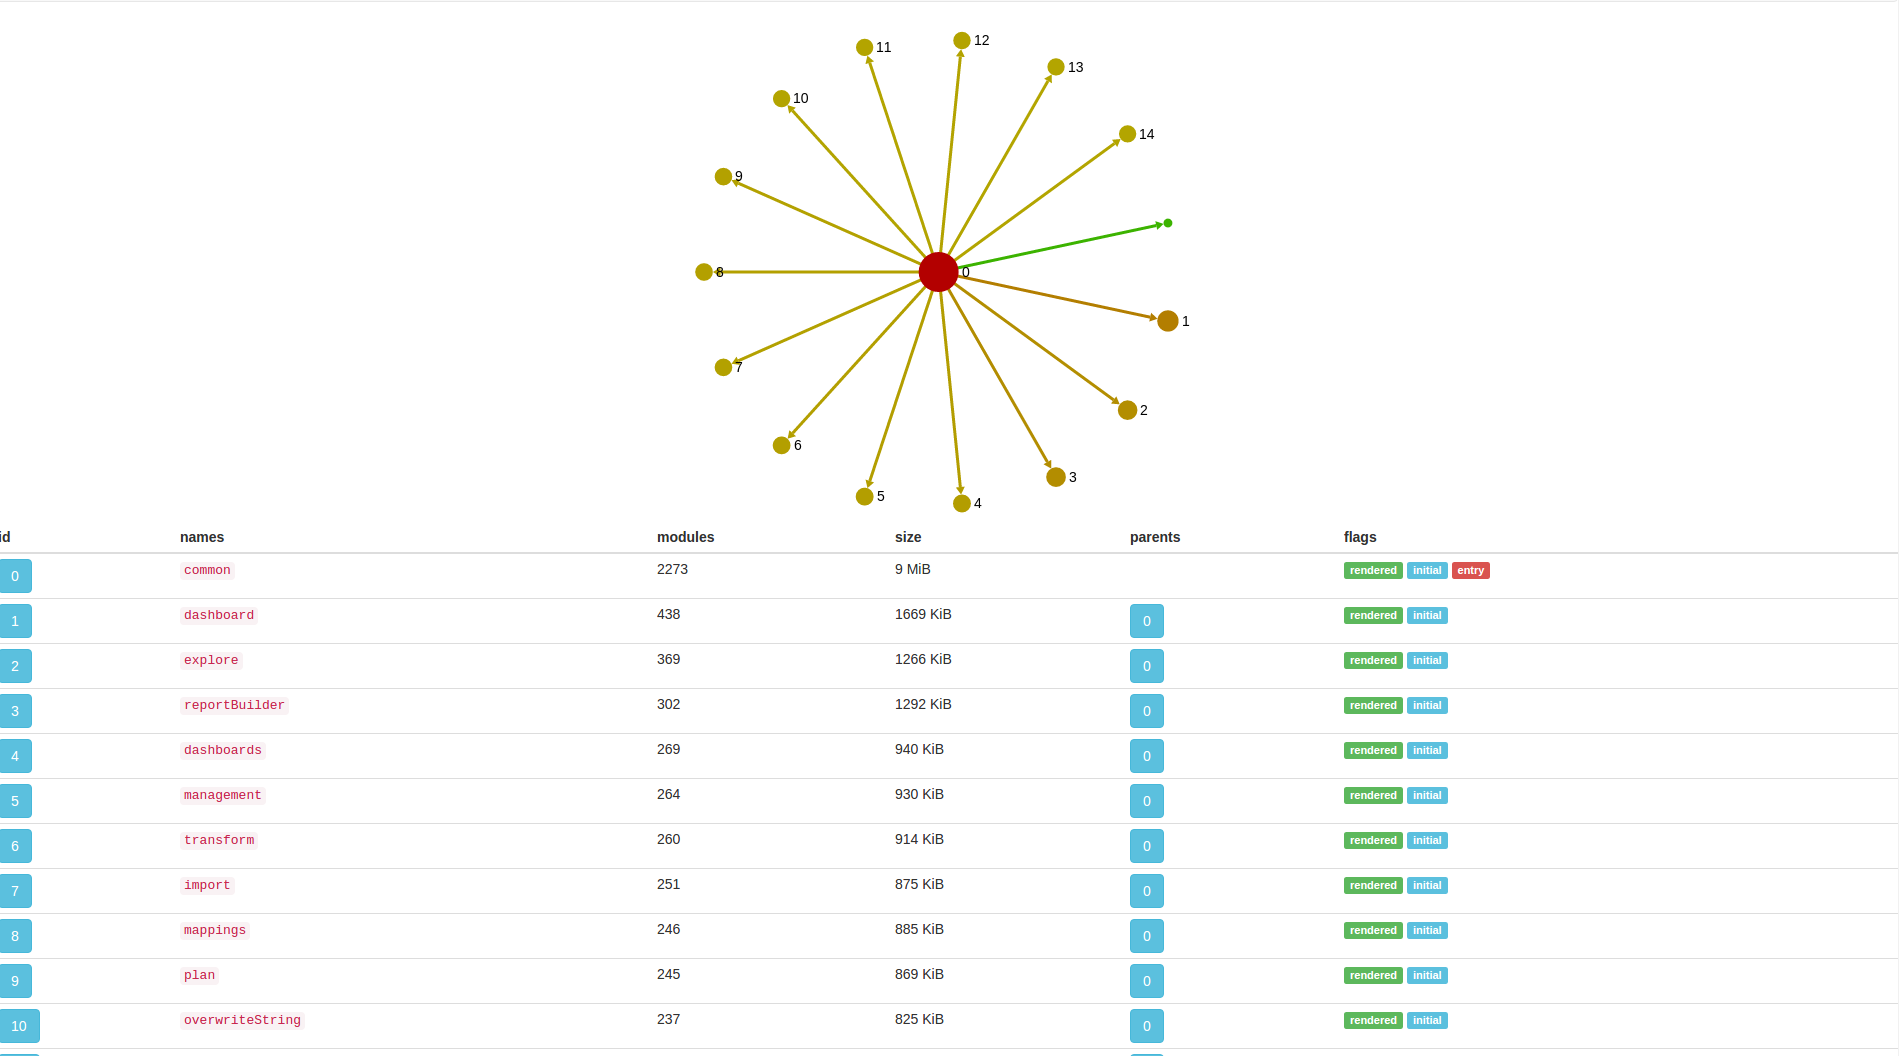 12
11
13
10
14
9
8
0
1
7
2
6
3
5
4
id names modules size parents flags
0 common 2273 9 MiB rendered initial entry
1 dashboard 438 1669 KiB 0 rendered initial
2 explore 369 1266 KiB 0 rendered initial
3 reportBuilder 302 1292 KiB 0 rendered initial
4 dashboards 269 940 KiB 0 rendered initial
5 management 264 930 KiB 0 rendered initial
6 transform 260 914 KiB 0 rendered initial
7 import 251 875 KiB 0 rendered initial
8 mappings 246 885 KiB 0 rendered initial
9 plan 245 869 KiB 0 rendered initial
10 overwriteString 237 825 KiB 0 rendered initial